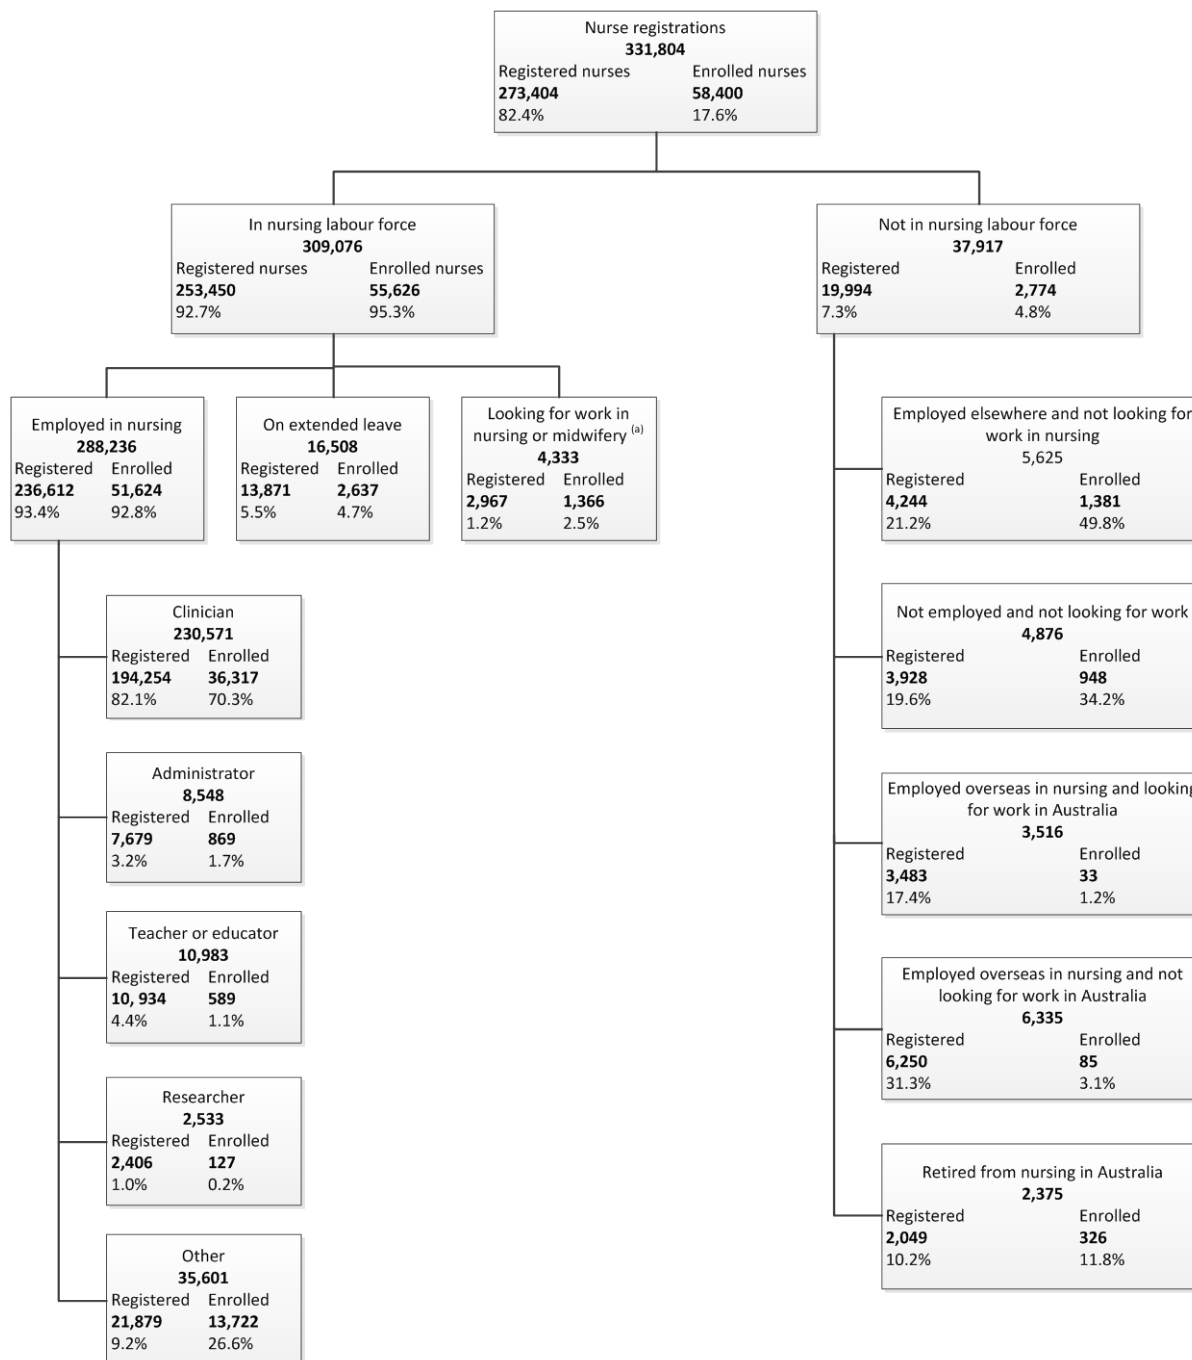 Nurse registrations
331,804
Registered nurses Enrolled nurses
273,404 58,400
82.4% 17.6%
In nursing labour force
309,076
Registered nurses Enrolled nurses
253,450 55,626
92.7% 95.3%
Not in nursing labour force
37,917
Registered Enrolled
19,994 2,774
7.3% 4.8%
Employed in nursing
288,236
Registered Enrolled
236,612 51,624
93.4% 92.8%
On extended leave
16,508
Registered Enrolled
13,871 2,637
5.5% 4.7%
Looking for work in
nursing or midwifery (a)
4,333
Registered Enrolled
2,967 1,366
1.2% 2.5%
Clinician
230,571
Registered Enrolled
194,254 36,317
82.1% 70.3%
Administrator
8,548
Registered Enrolled
7,679 869
3.2% 1.7%
Teacher or educator
10,983
Registered Enrolled
10, 934 589
4.4% 1.1%
Researcher
2,533
Registered Enrolled
2,406 127
1.0% 0.2%
Other
35,601
Registered Enrolled
21,879 13,722
9.2% 26.6%
Employed elsewhere and not looking for
work in nursing
5,625
Registered Enrolled
4,244 1,381
21.2% 49.8%
Not employed and not looking for work
4,876
Registered Enrolled
3,928 948
19.6% 34.2%
Employed overseas in nursing and looking
for work in Australia
3,516
Registered Enrolled
3,483 33
17.4% 1.2%
Employed overseas in nursing and not
looking for work in Australia
6,335
Registered Enrolled
6,250 85
31.3% 3.1%
Retired from nursing in Australia
2,375
Registered Enrolled
2,049 326
10.2% 11.8%